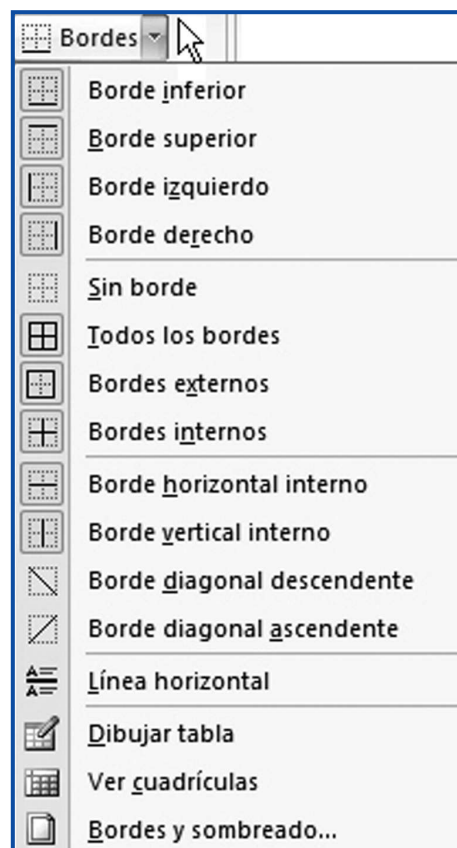 Bordes
Borde inferior
Borde superior
Borde izquierdo
Borde derecho
Sin borde
Todos los bordes
Bordes externos
Bordes internos
Borde horizontal interno
Borde vertical interno
Borde diagonal descendente
Borde diagonal ascendente
Línea horizontal
Dibujar tabla
Ver cuadrículas
Bordes y sombreado...